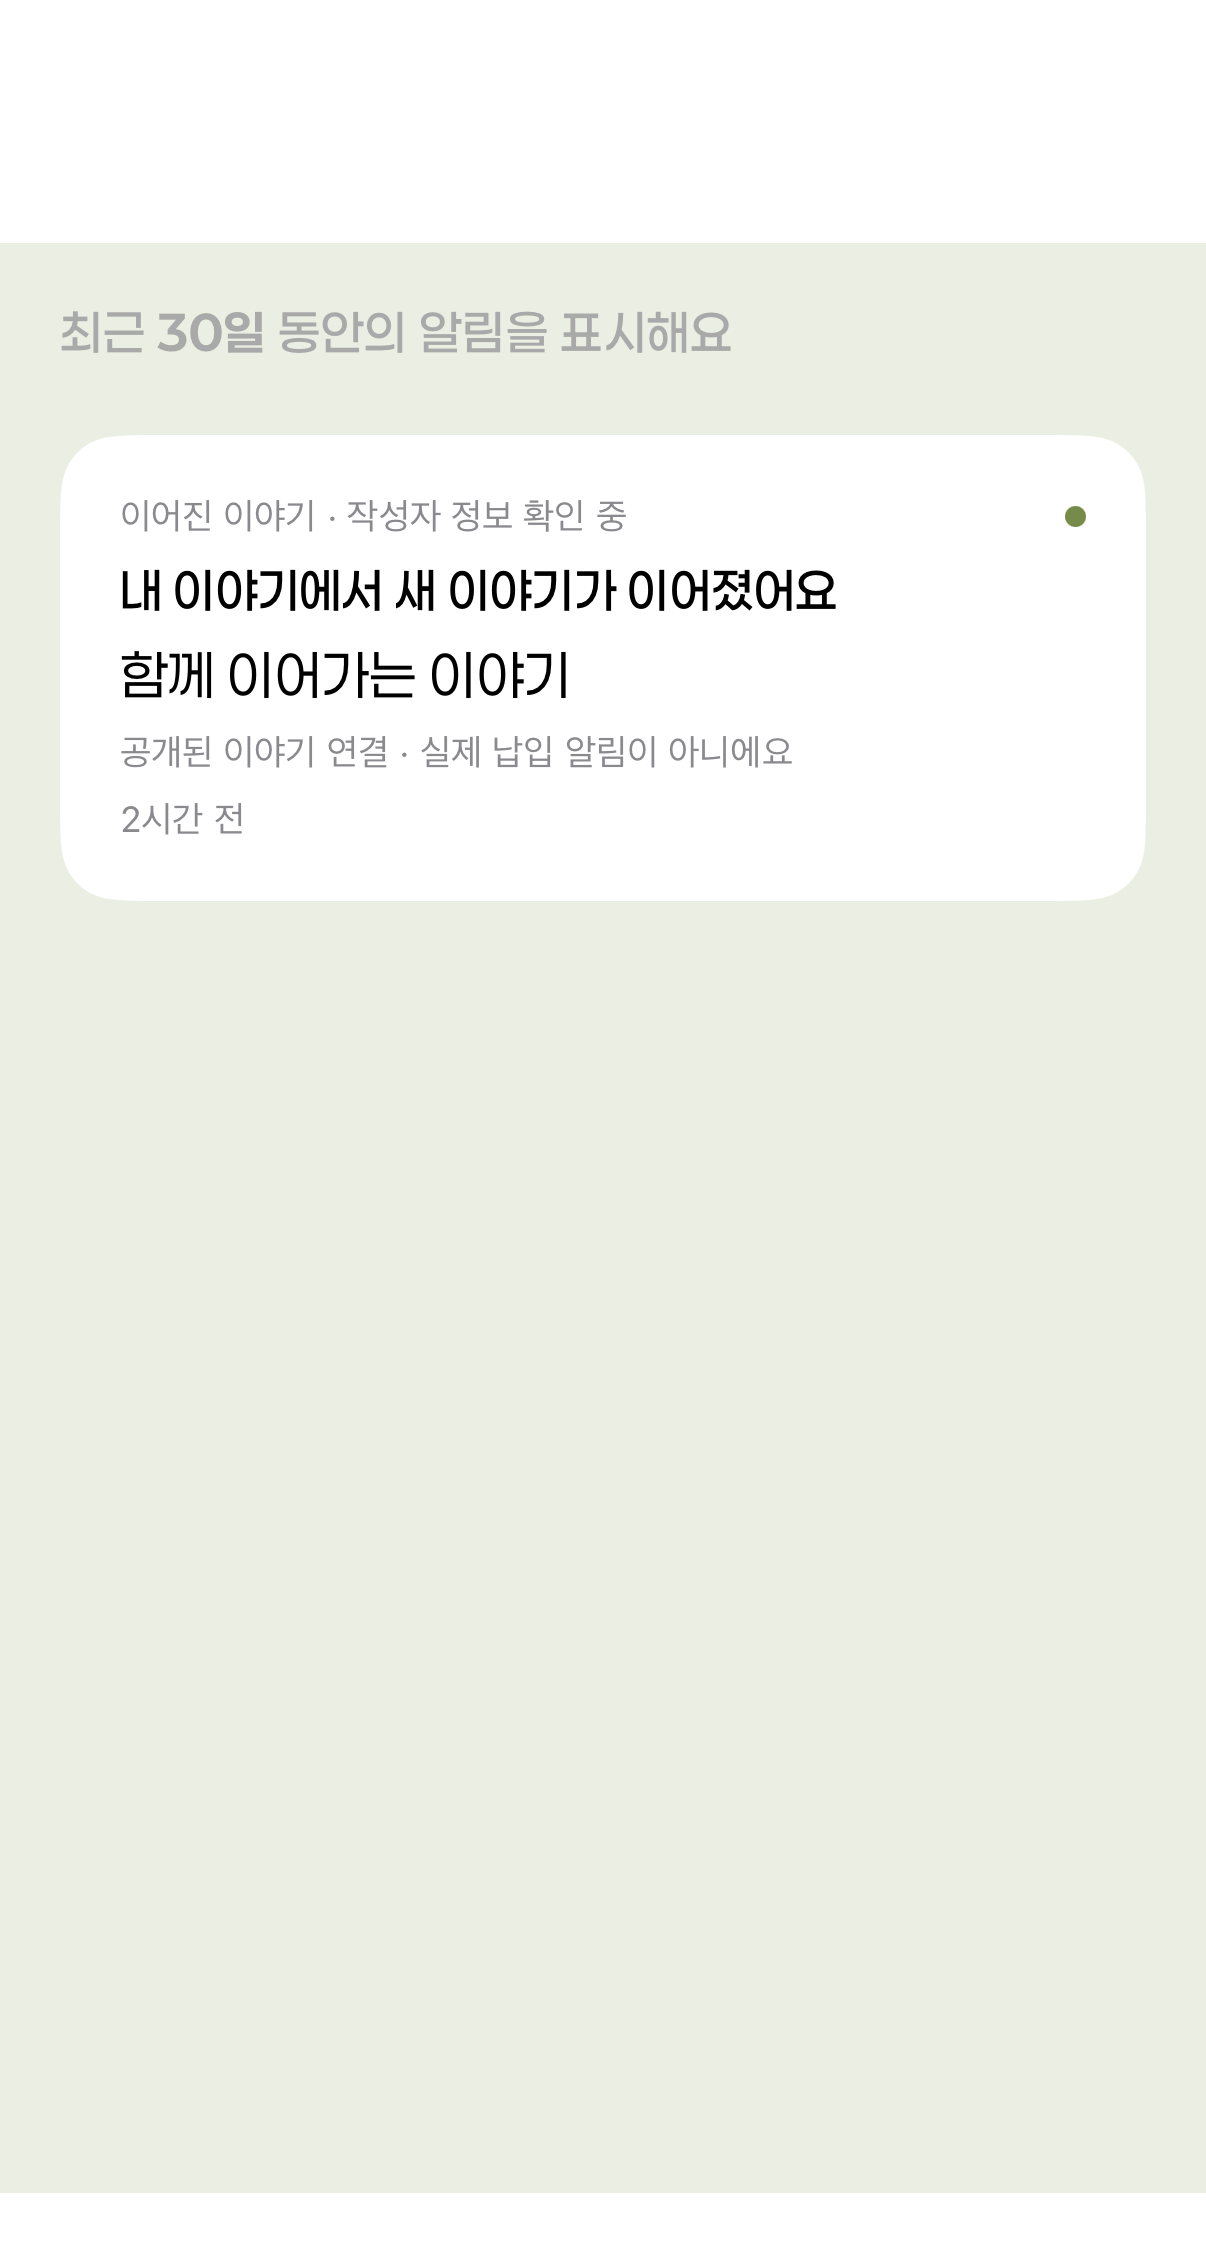 최근 30일 동안의 알림을 표시해요
이어진 이야기 · 작성자 정보 확인 중
내 이야기에서 새 이야기가 이어졌어요
함께 이어가는 이야기
공개된 이야기 연결 · 실제 납입 알림이 아니에요
2시간 전